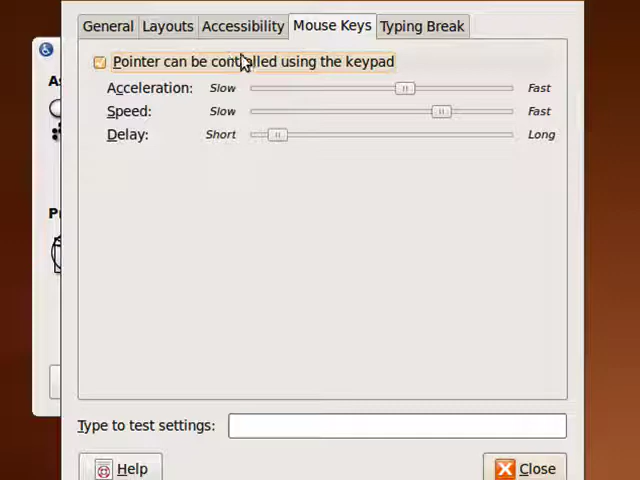 General Layouts Accessibility Mouse Keys Typing Break
Pointer can be controlled using the keypad
Acceleration: Slow Fast
Speed: Slow Fast
Delay: Short Long
Type to test settings:
Help Close